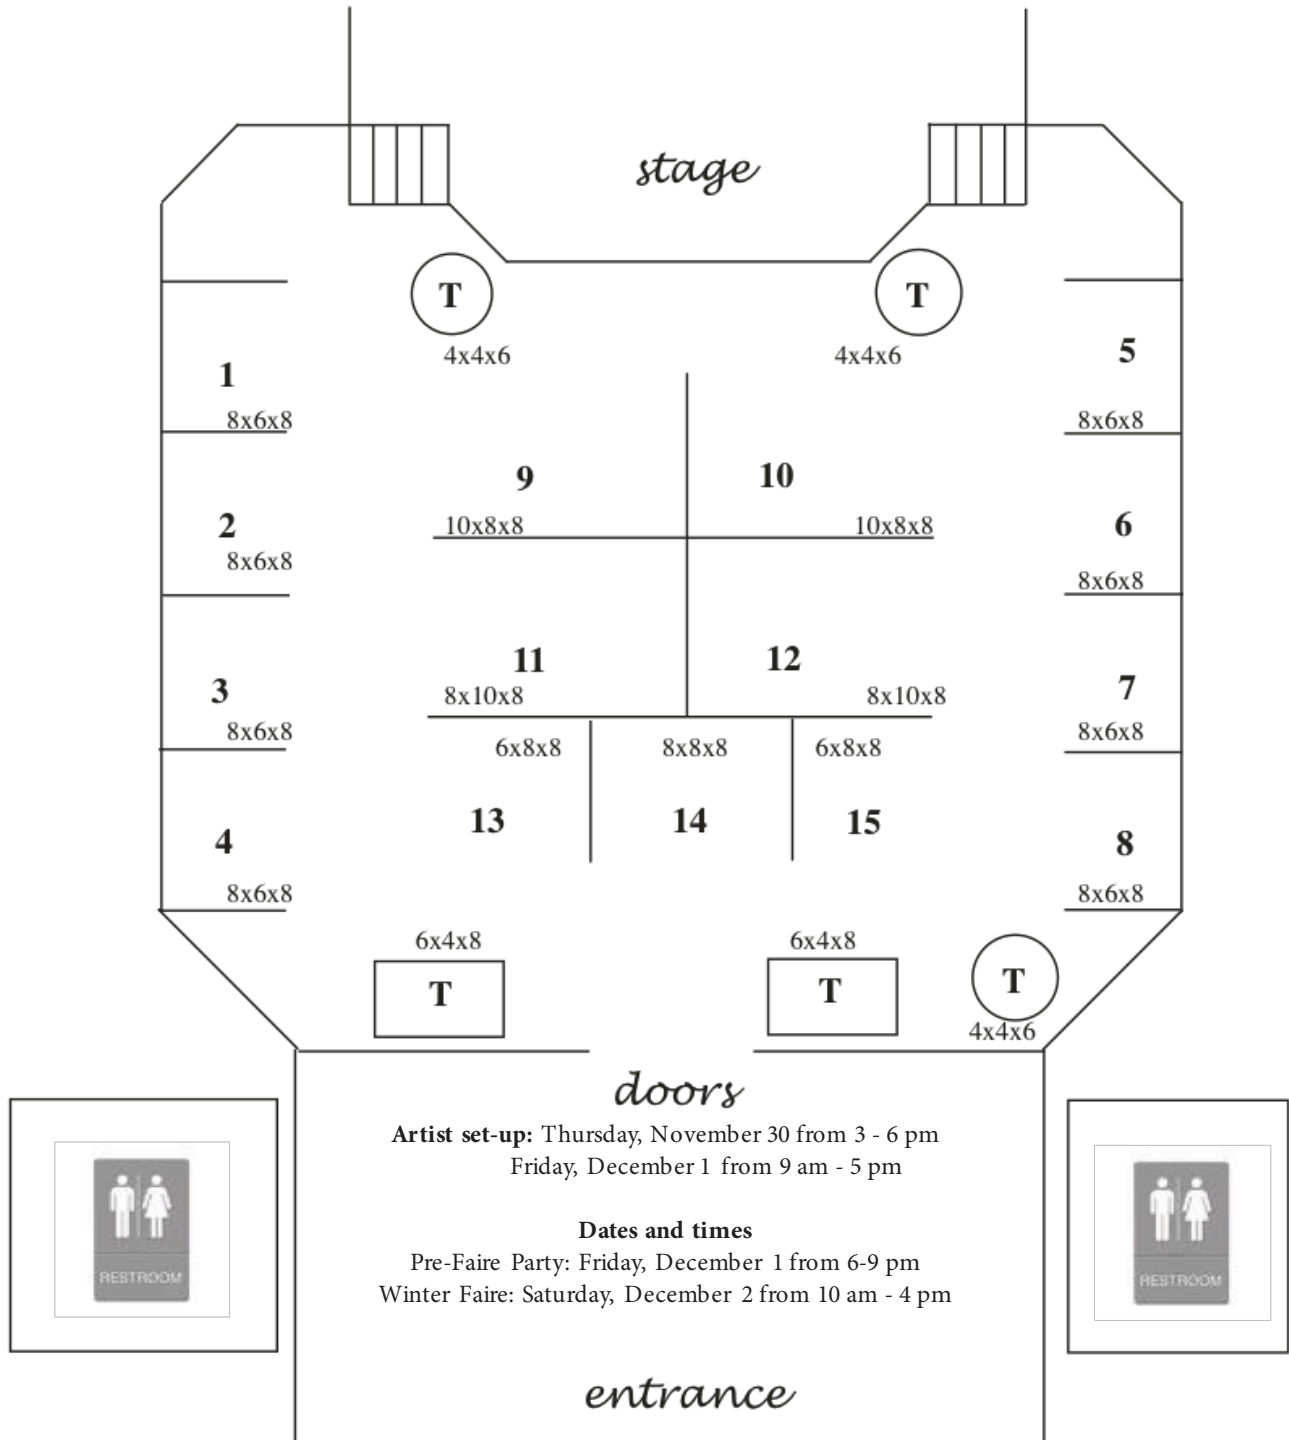 stage
T
T
4x4x6
4x4x6
1
5
8x6x8
8x6x8
9
10
10x8x8
10x8x8
2
6
8x6x8
8x6x8
11
12
8x10x8
8x10x8
3
7
8x6x8
8x6x8
6x8x8
8x8x8
6x8x8
13
14
15
4
8
8x6x8
8x6x8
6x4x8
6x4x8
T
T
T
4x4x6
doors
Artist set-up: Thursday, November 30 from 3 - 6 pm
Friday, December 1 from 9 am - 5 pm
Dates and times
Pre-Faire Party: Friday, December 1 from 6-9 pm
Winter Faire: Saturday, December 2 from 10 am - 4 pm
RESTROOM
RESTROOM
entrance